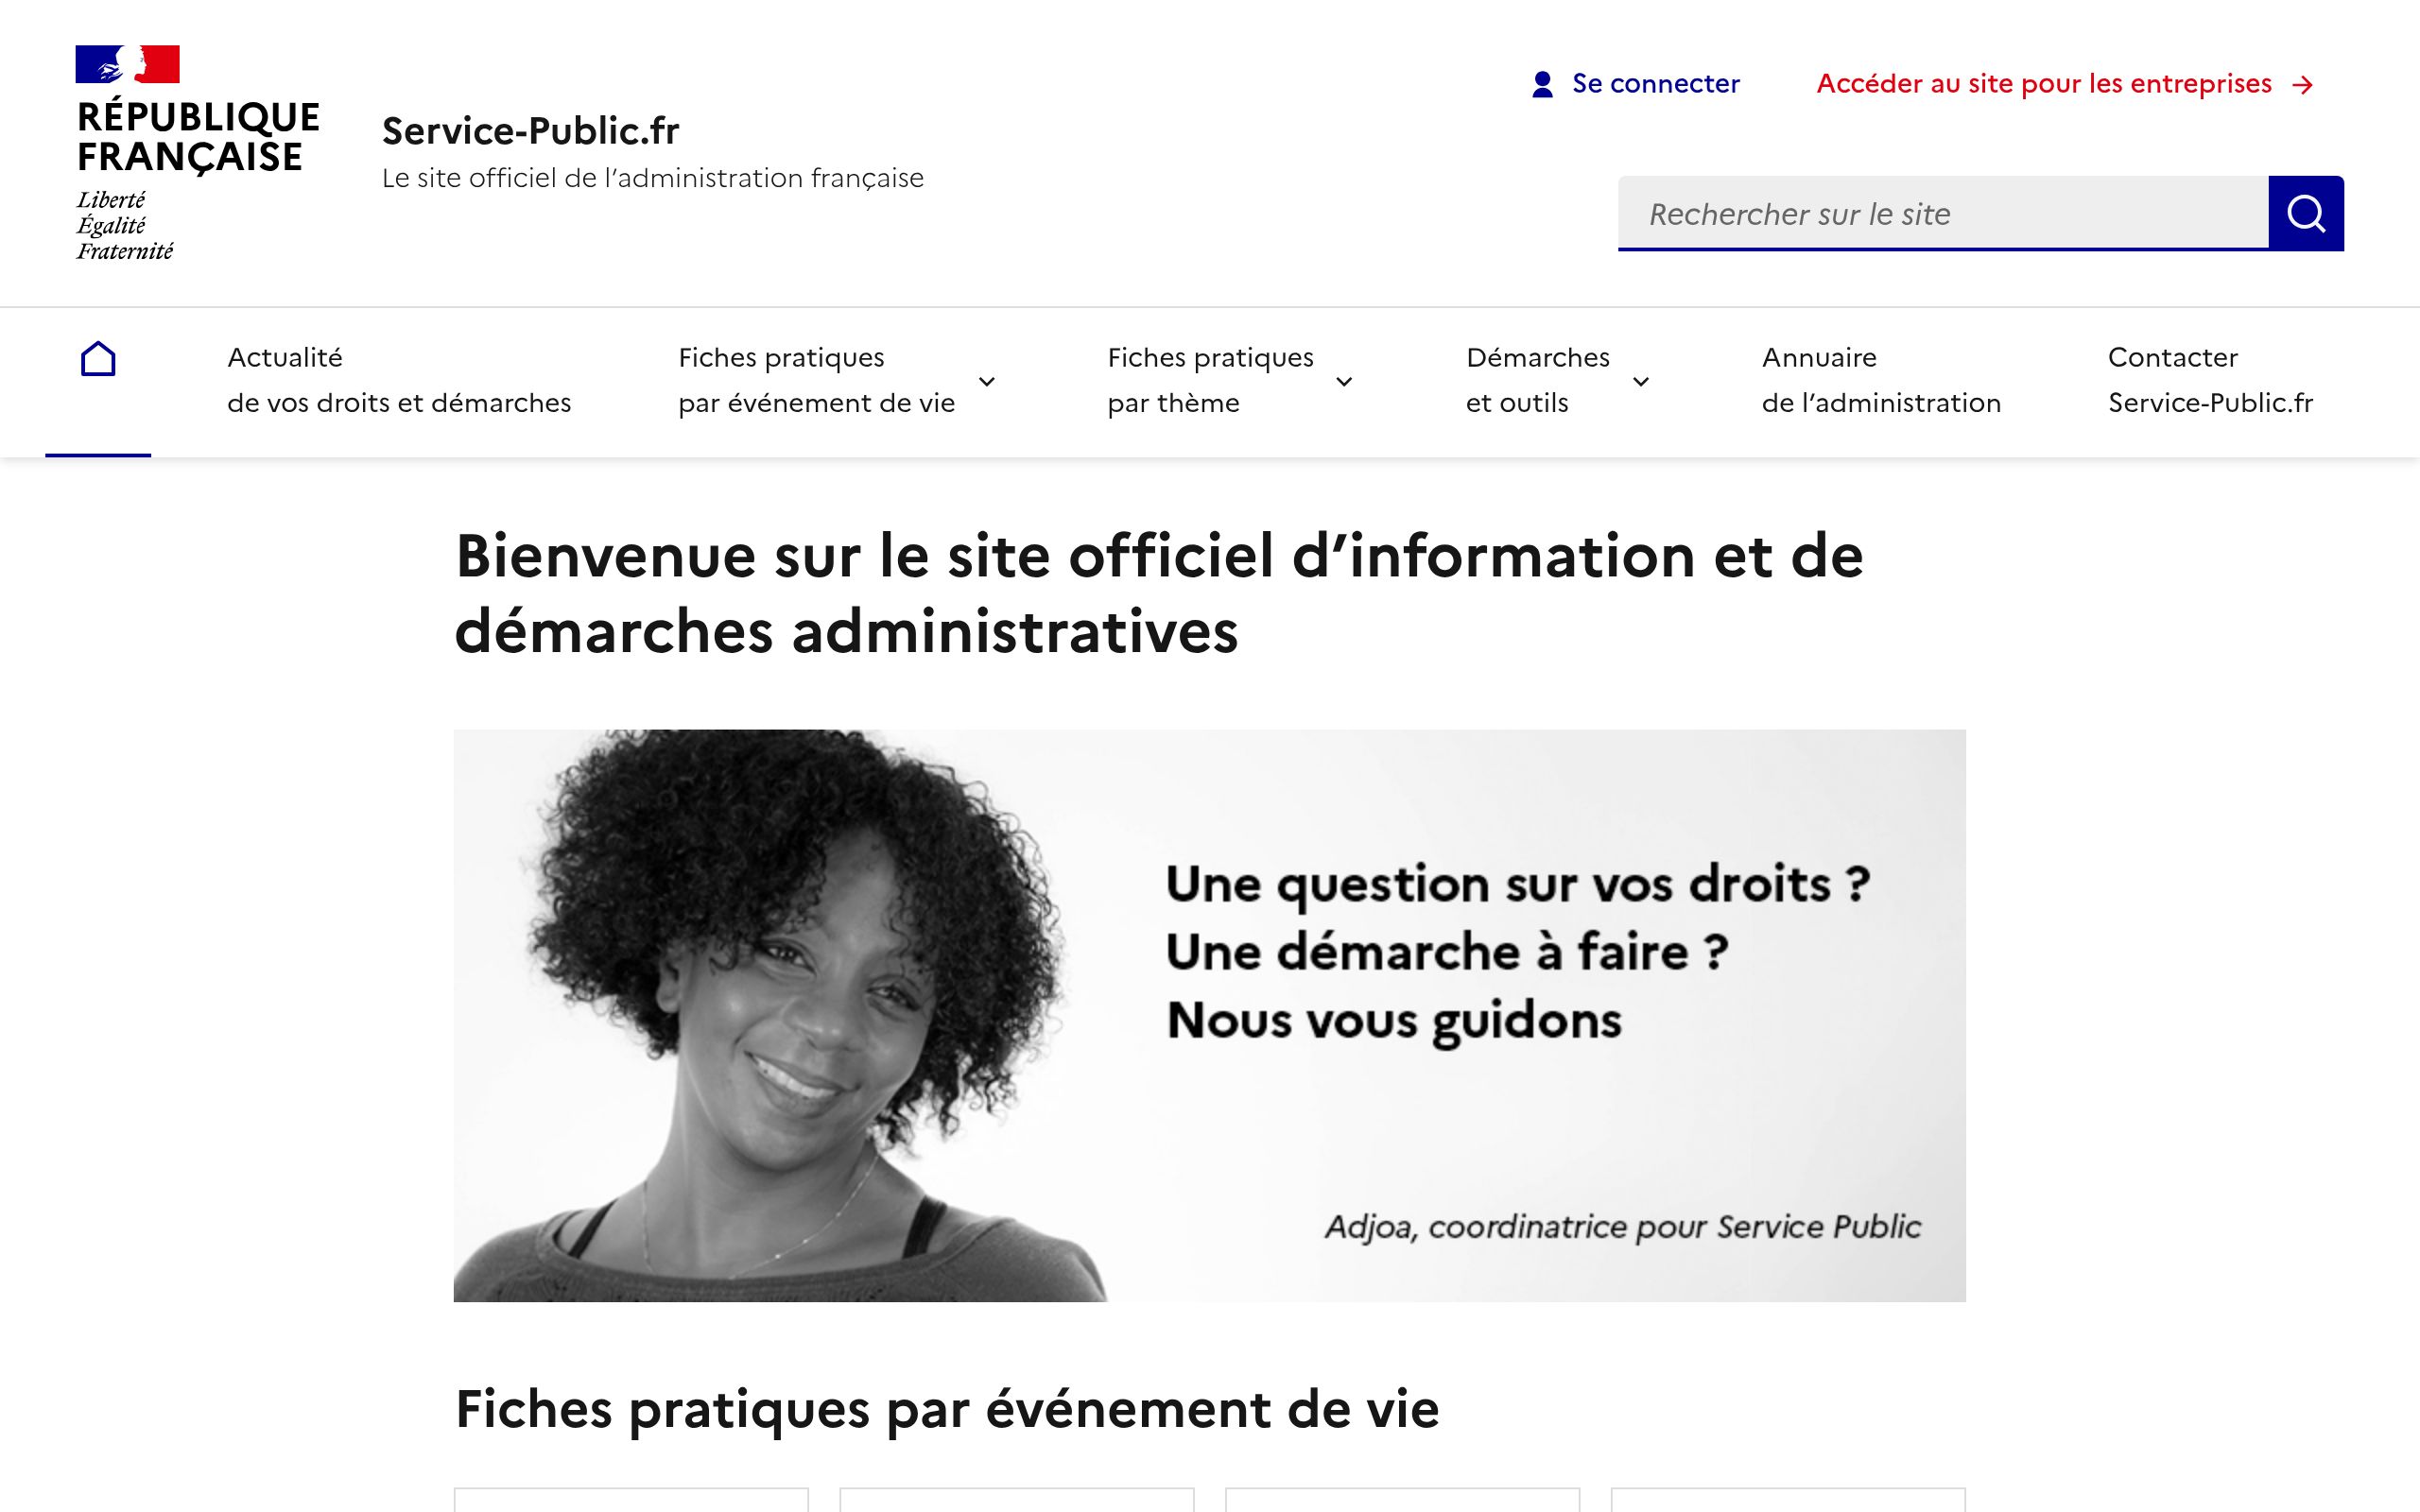 RÉPUBLIQUE
FRANÇAISE
Liberté
Égalité
Fraternité
Service-Public.fr
Le site officiel de l’administration française
Se connecter
Accéder au site pour les entreprises
Rechercher sur le site
Actualité
de vos droits et démarches
Fiches pratiques
par événement de vie
Fiches pratiques
par thème
Démarches
et outils
Annuaire
de l’administration
Contacter
Service-Public.fr
Bienvenue sur le site officiel d’information et de
démarches administratives
Une question sur vos droits ?
Une démarche à faire ?
Nous vous guidons
Adjoa, coordinatrice pour Service Public
Fiches pratiques par événement de vie